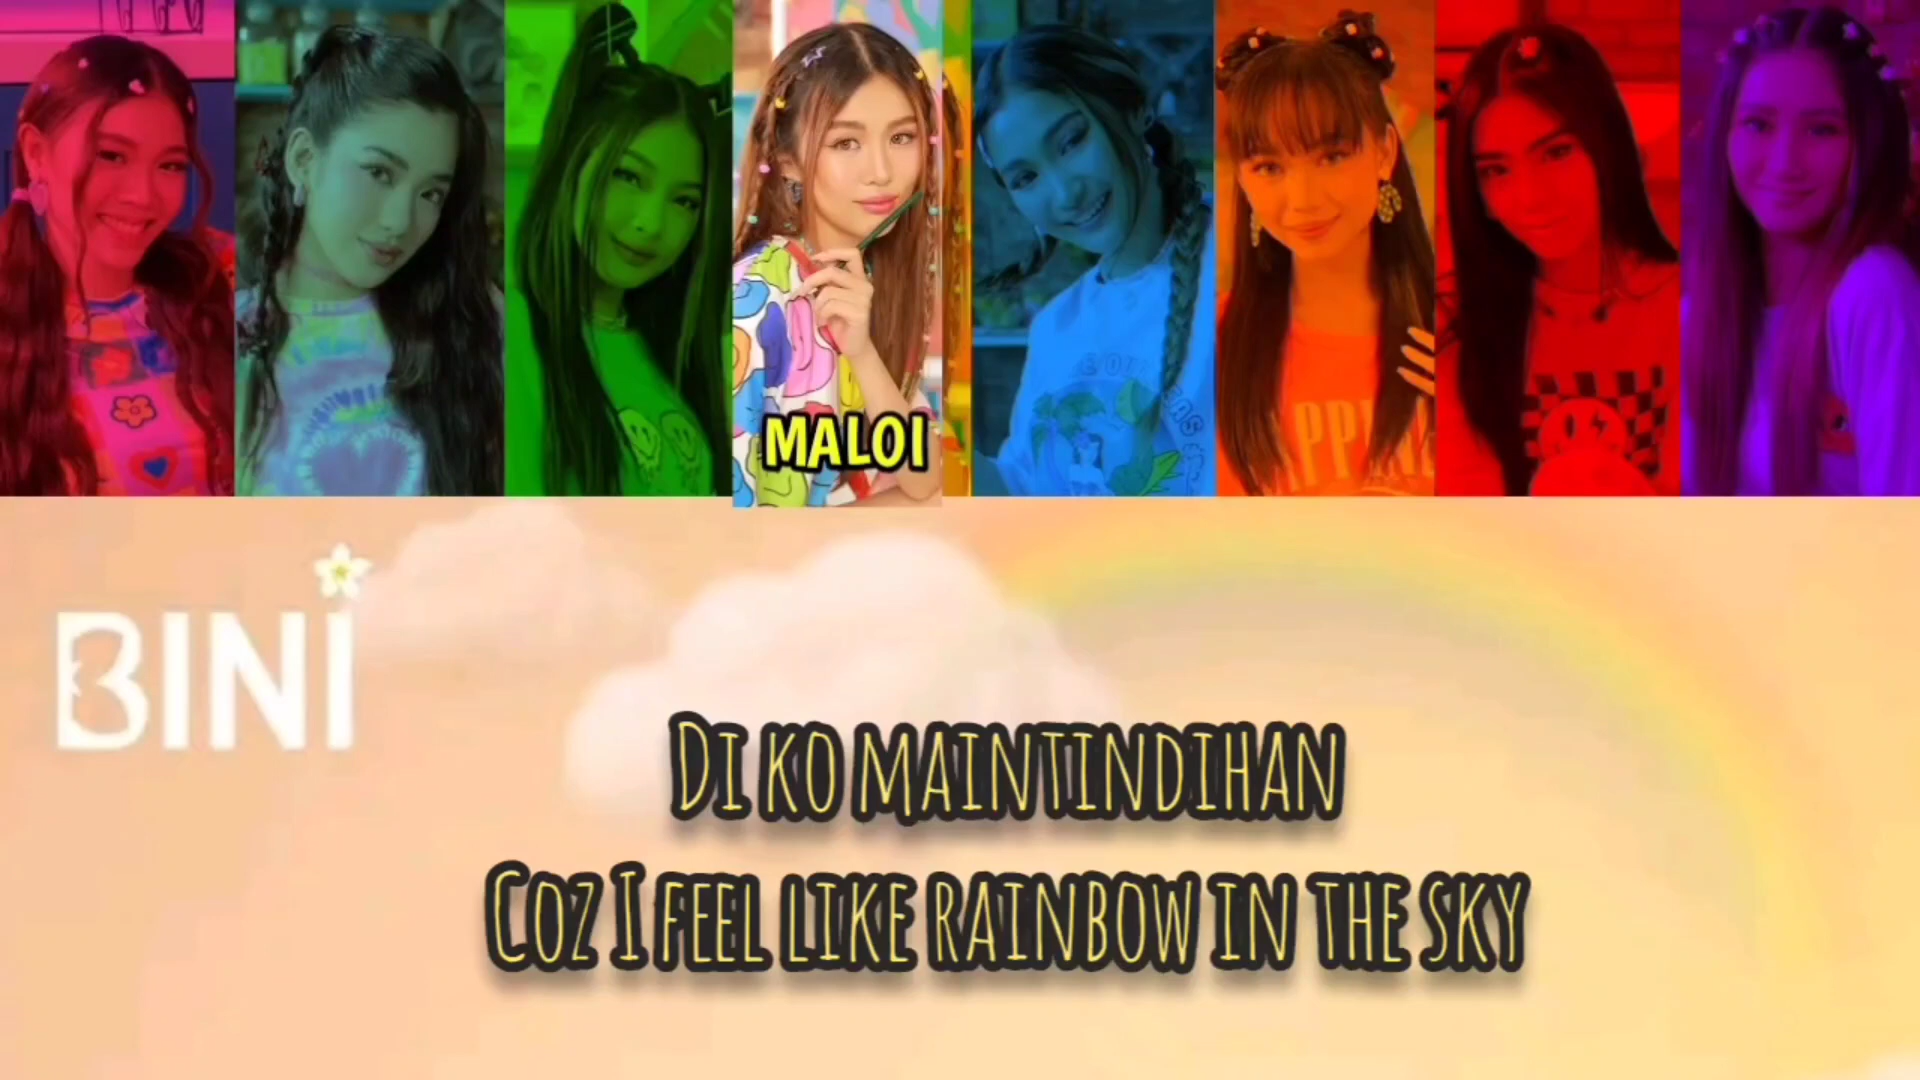 MALOI
BINI
DI KO MAINTINDIHAN
COZ I FEEL LIKE RAINBOW IN THE SKY